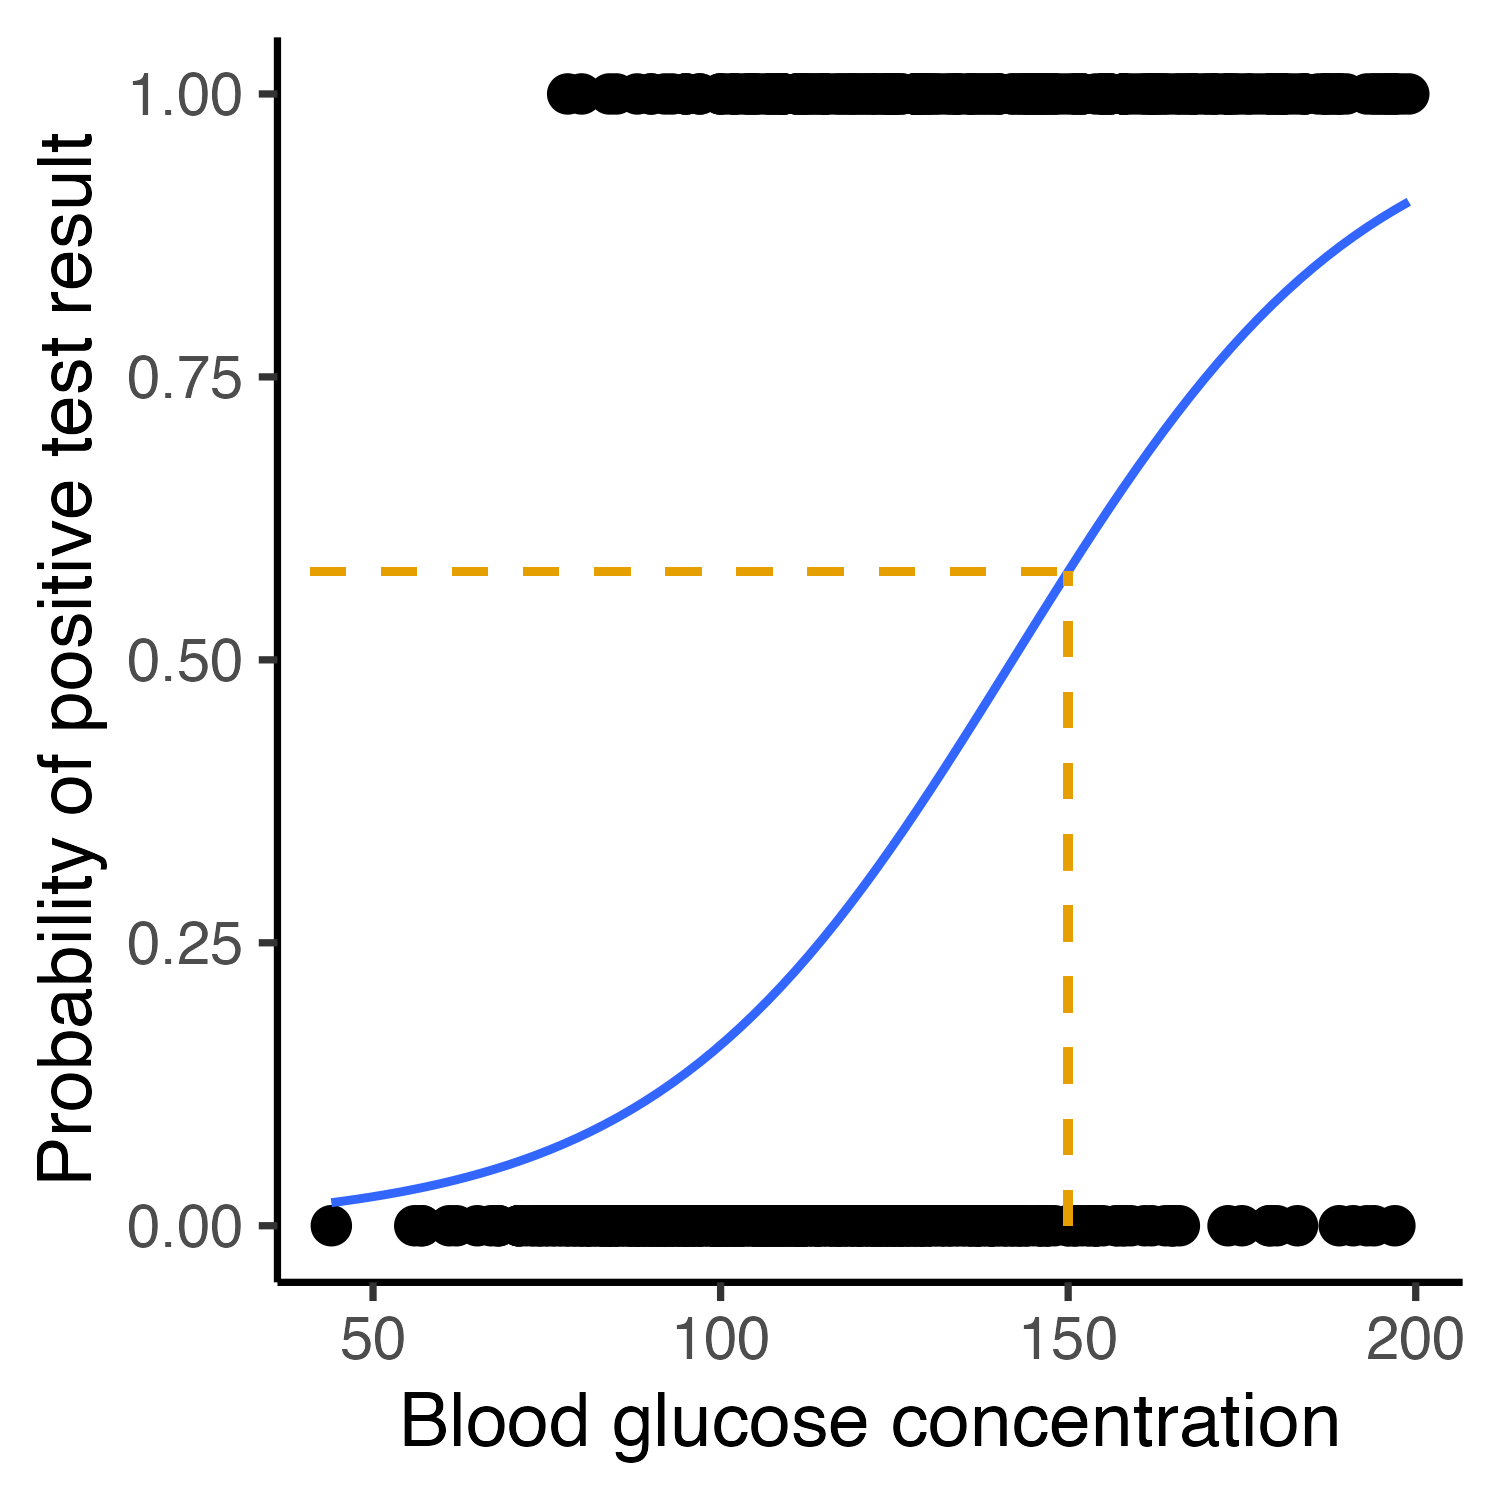 Probability of positive test result
1.00
0.75
0.50
0.25
0.00
50 100 150 200
Blood glucose concentration